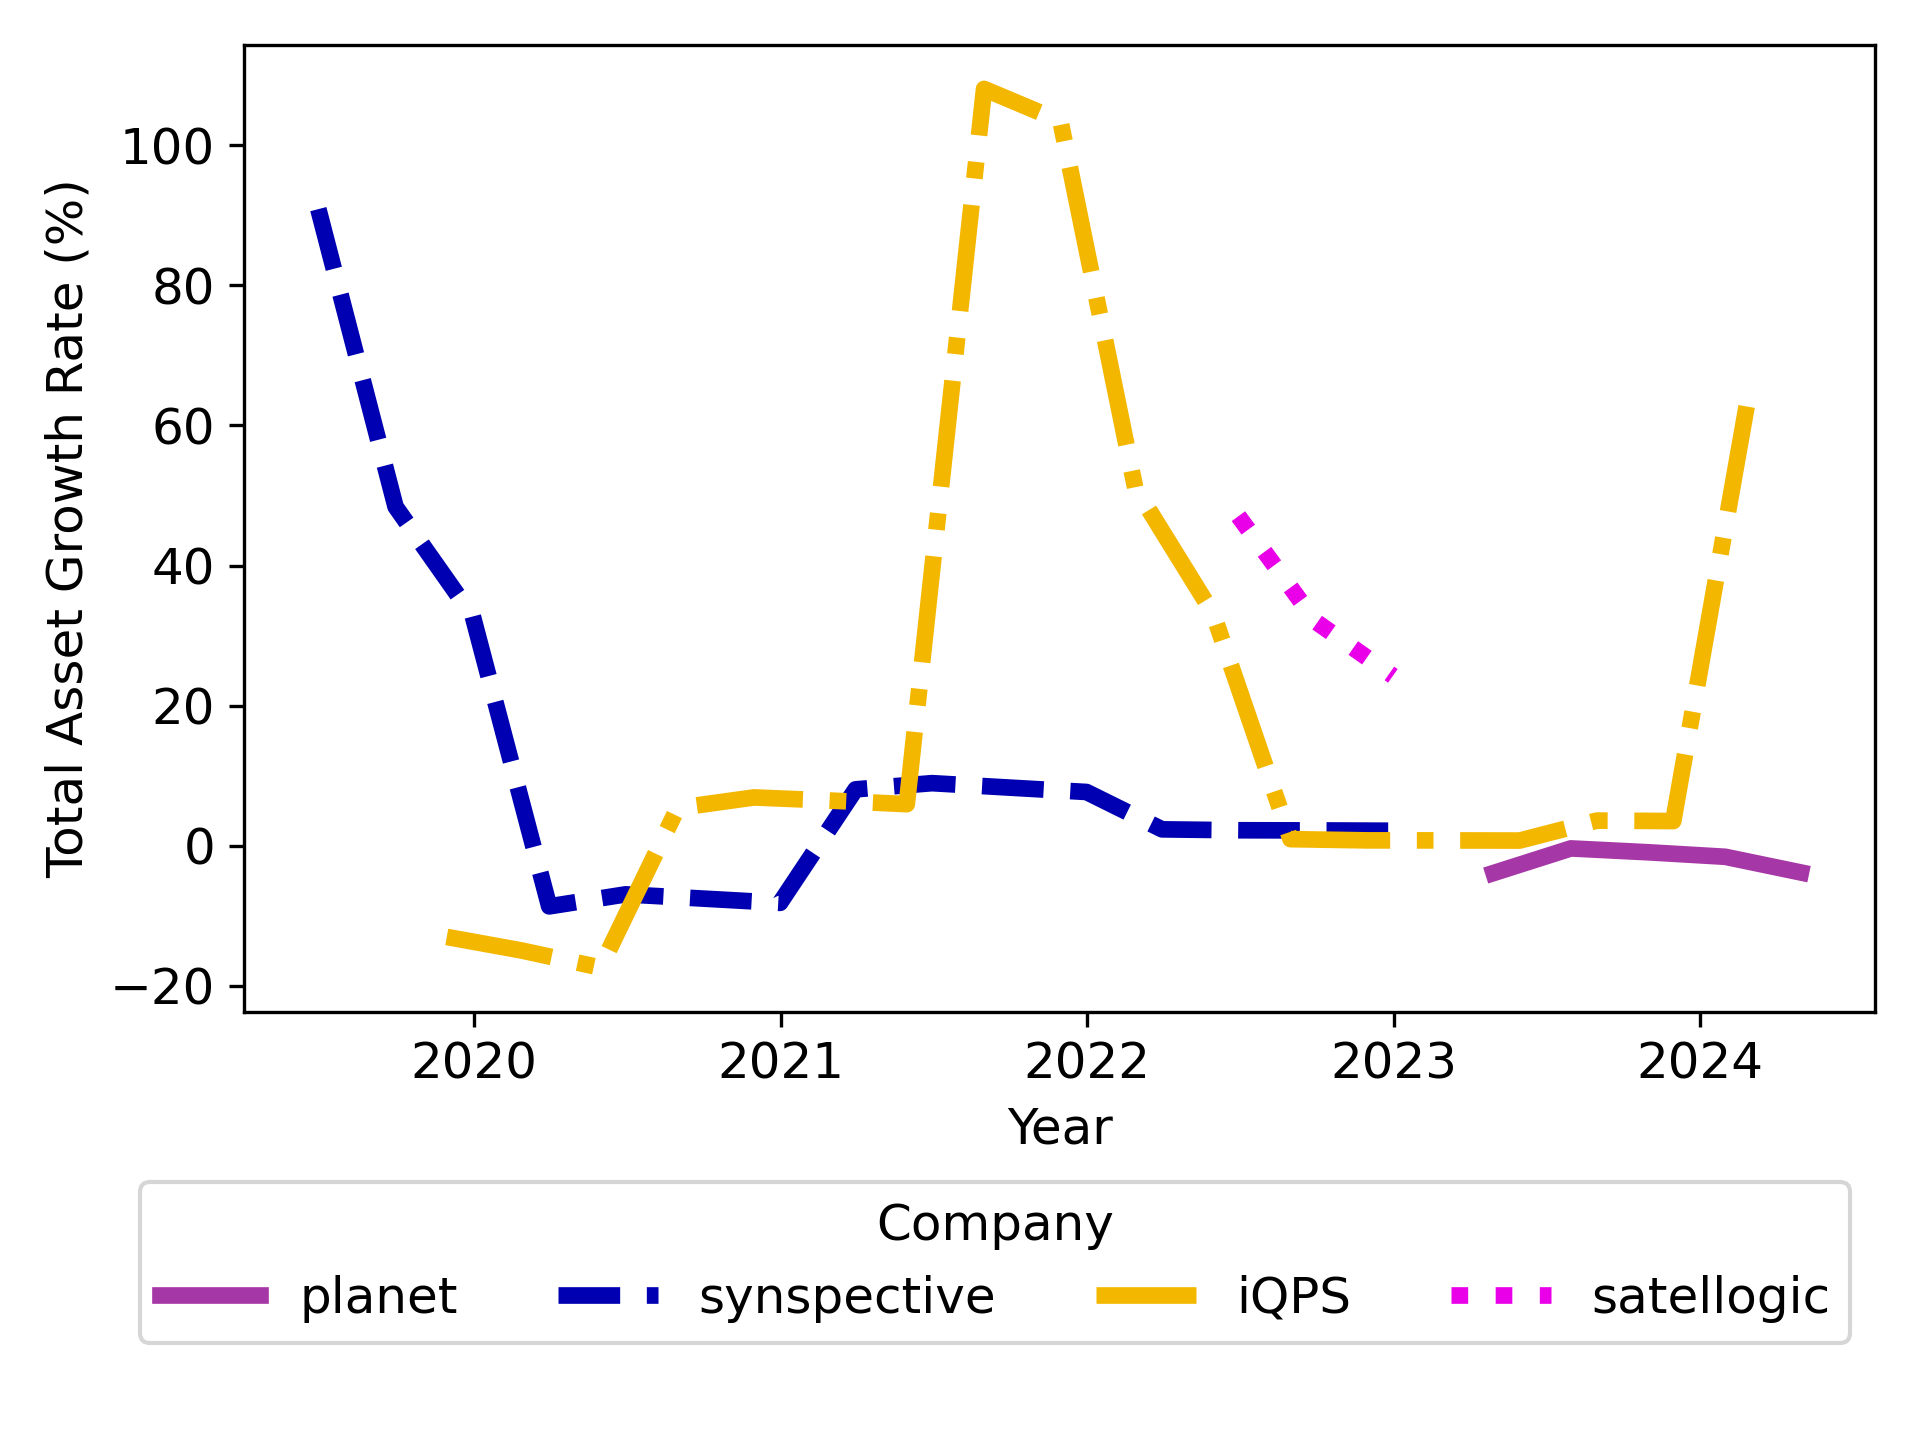 Total Asset Growth Rate (%)
100
80
60
40
20
0
−20
2020 2021 2022 2023 2024
Year
Company
planet synspective iQPS satellogic